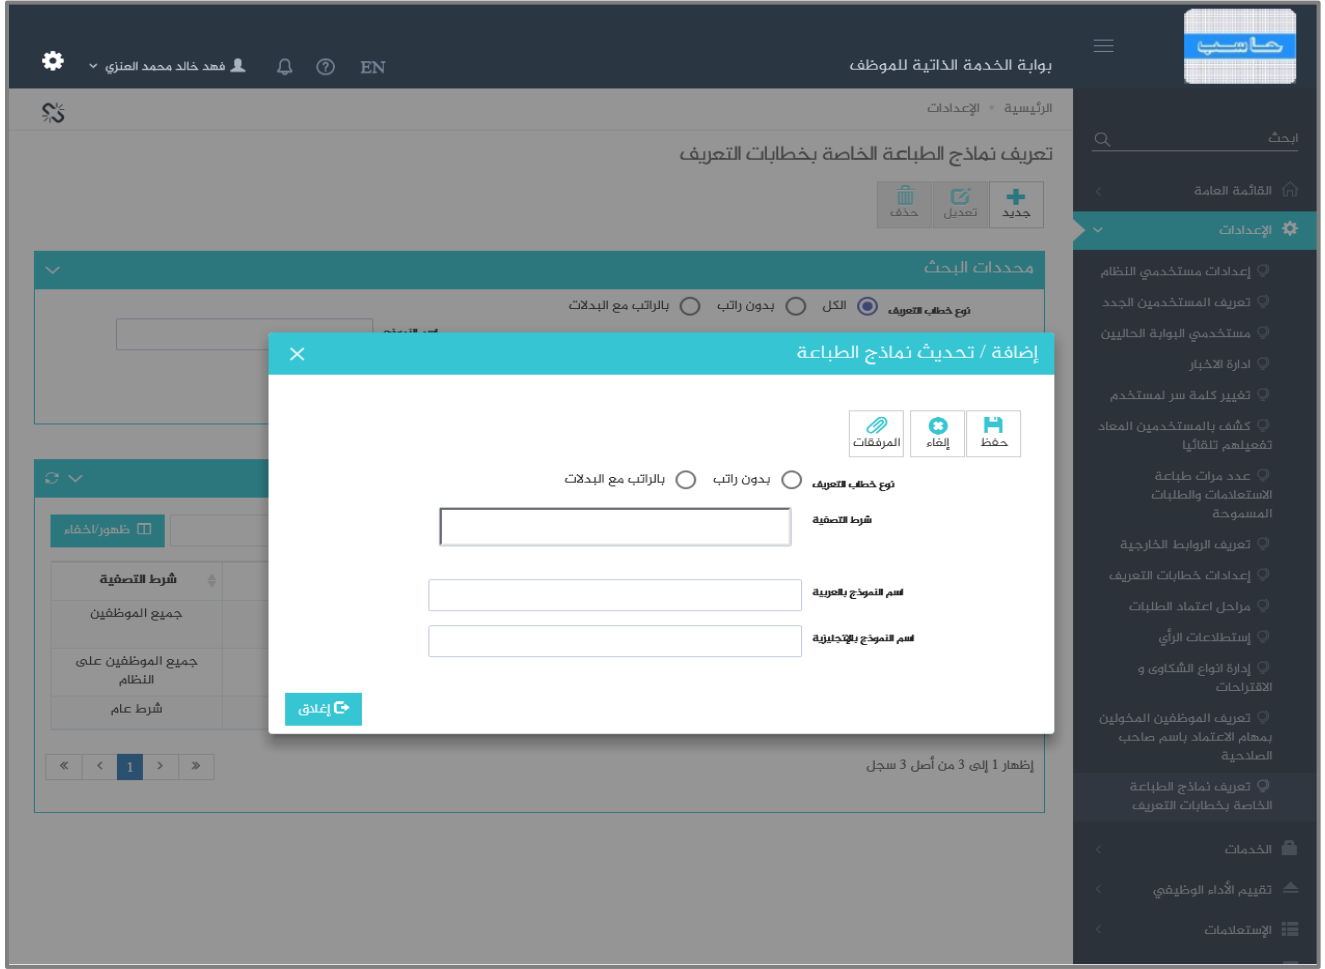 حاسب
بوابة الخدمة الذاتية للموظف
EN
فهد خالد محمد العنزي
ابحث
القائمة العامة
الإعدادات
إعدادات مستخدمي النظام
تعريف المستخدمين الجدد
مستخدمي البوابة الحاليين
ادارة الاخبار
تغيير كلمة سر لمستخدم
كشف بالمستخدمين المعاد
تفعيلهم تلقائيا
عدد مرات طباعة
الاستعلامات والطلبات
المسموحة
تعريف الروابط الخارجية
إعدادات خطابات التعريف
مراحل اعتماد الطلبات
إستطلاعات الرأي
إدارة انواع الشكاوى و
الاقتراحات
تعريف الموظفين المخولين
بمهام الاعتماد باسم صاحب
الصلاحية
تعريف نماذج الطباعة
الخاصة بخطابات التعريف
الخدمات
تقييم الأداء الوظيفي
الإستعلامات
الرئيسية الإعدادات
تعريف نماذج الطباعة الخاصة بخطابات التعريف
جديد تعديل حذف
محددات البحث
نوع خطاب التعريف الكل بدون راتب بالراتب مع البدلات
إضافة / تحديث نماذج الطباعة
حفظ إلغاء المرفقات
نوع خطاب التعريف بدون راتب بالراتب مع البدلات
شرط التصفية
اسم النموذج بالعربية
اسم النموذج بالإنجليزية
إغلاق
ظهور/اخفاء
شرط التصفية
جميع الموظفين
جميع الموظفين على
النظام
شرط عام
إظهار 1 إلى 3 من أصل 3 سجل
« < 1 > »